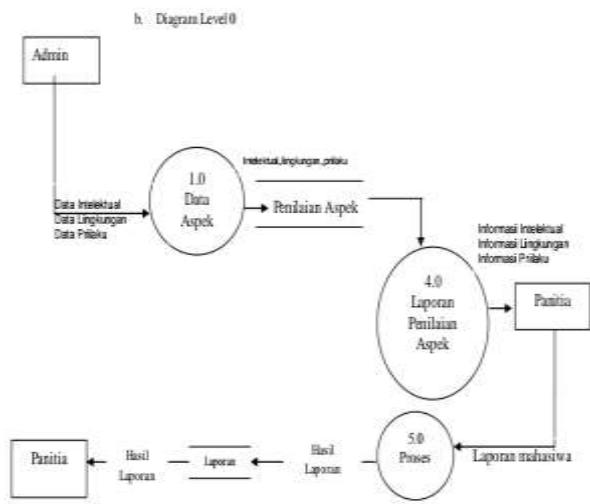 b. Diagram Level 0
Admin
Intelektual,lingkungan,prilaku
1.0
Data
Aspek
Penilaian Aspek
Data Intelektual
Data Lingkungan
Data Prilaku
Informasi Intelektual
Informasi Lingkungan
Informasi Prilaku
4.0
Laporan
Penilaian
Aspek
Panitia
5.0
Proses
Laporan mahasiwa
Hasil
Laporan
Laporan
Hasil
Laporan
Panitia